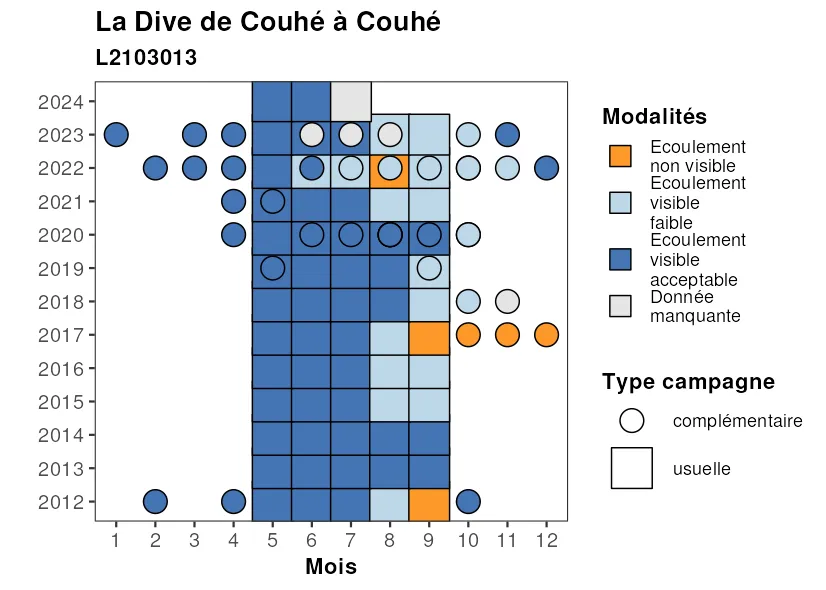 La Dive de Couhé à Couhé
L2103013
2024
2023
2022
2021
2020
2019
2018
2017
2016
2015
2014
2013
2012
1 2 3 4 5 6 7 8 9 10 11 12
Mois
Modalités
Ecoulement
non visible
Ecoulement
visible
faible
Ecoulement
visible
acceptable
Donnée
manquante
Type campagne
complémentaire
usuelle